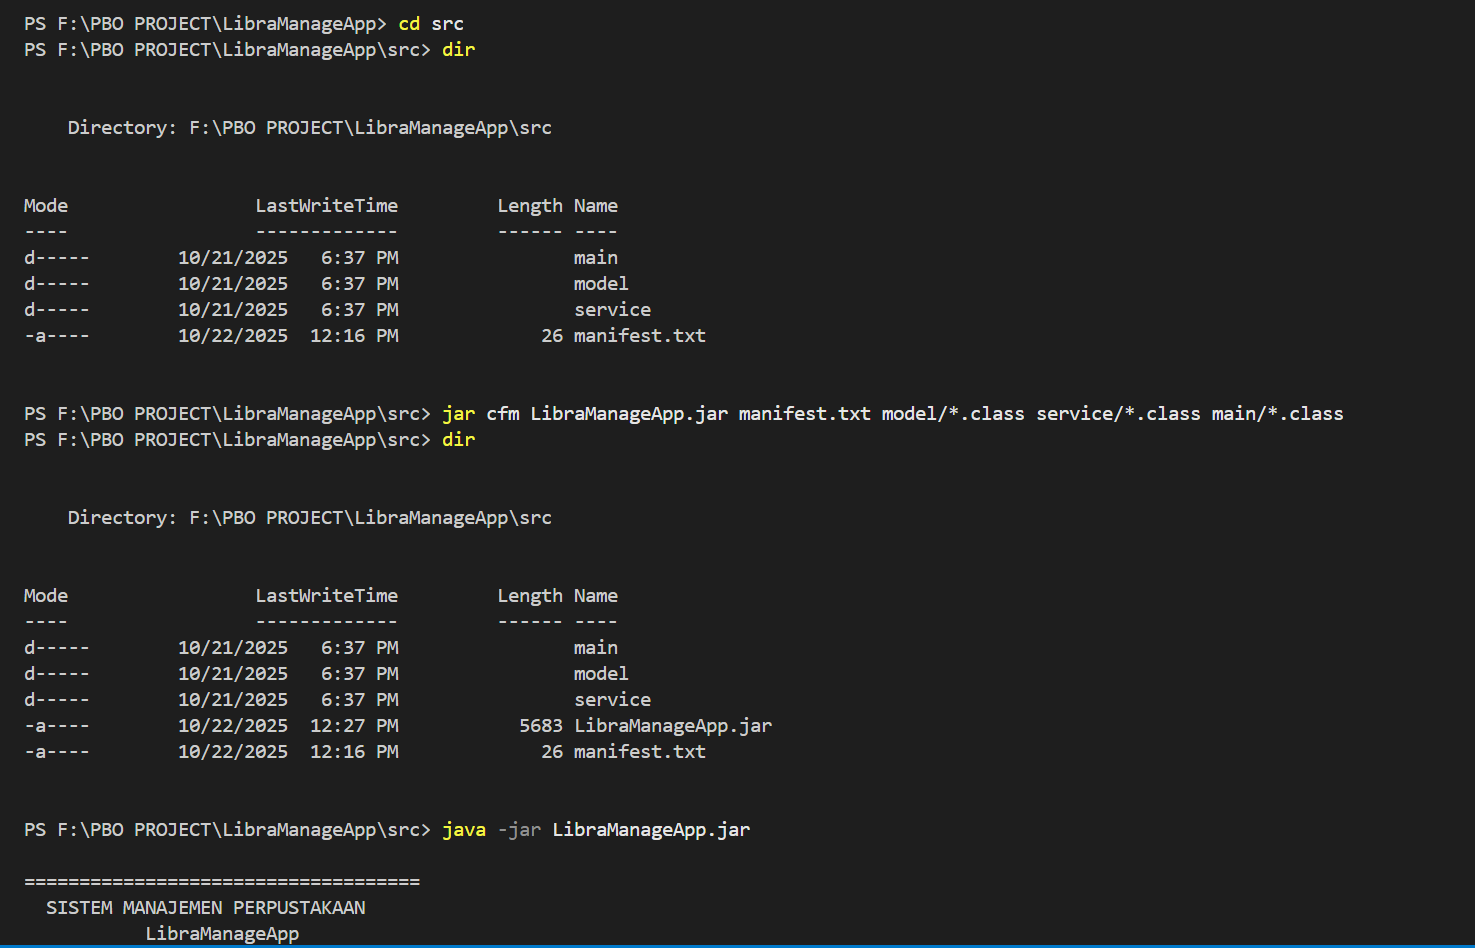 PS F:\PBO PROJECT\LibraManageApp> cd src
PS F:\PBO PROJECT\LibraManageApp\src> dir
Directory: F:\PBO PROJECT\LibraManageApp\src
Mode                 LastWriteTime         Length Name
----                 -------------         ------ ----
d-----        10/21/2025   6:37 PM                main
d-----        10/21/2025   6:37 PM                model
d-----        10/21/2025   6:37 PM                service
-a----        10/22/2025  12:16 PM             26 manifest.txt
PS F:\PBO PROJECT\LibraManageApp\src> jar cfm LibraManageApp.jar manifest.txt model/*.class service/*.class main/*.class
PS F:\PBO PROJECT\LibraManageApp\src> dir
Directory: F:\PBO PROJECT\LibraManageApp\src
Mode                 LastWriteTime         Length Name
----                 -------------         ------ ----
d-----        10/21/2025   6:37 PM                main
d-----        10/21/2025   6:37 PM                model
d-----        10/21/2025   6:37 PM                service
-a----        10/22/2025  12:27 PM           5683 LibraManageApp.jar
-a----        10/22/2025  12:16 PM             26 manifest.txt
PS F:\PBO PROJECT\LibraManageApp\src> java -jar LibraManageApp.jar
====================================
SISTEM MANAJEMEN PERPUSTAKAAN
LibraManageApp